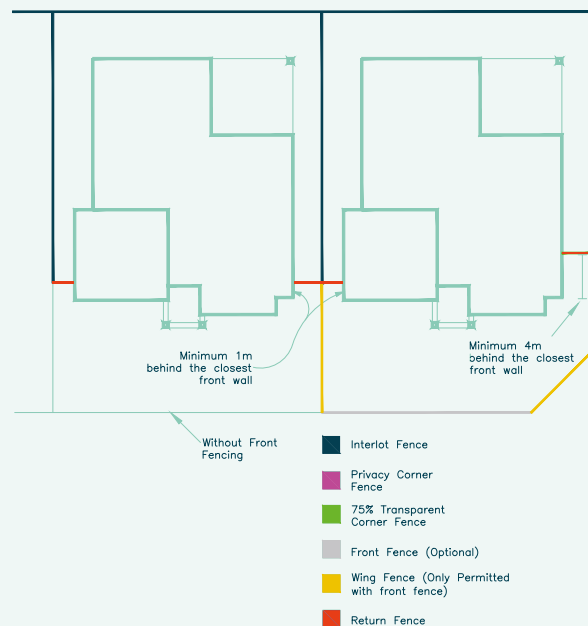 Minimum 1m
behind the closest
front wall
Minimum 4m
behind the closest
front wall
Without Front
Fencing
Interlot Fence
Privacy Corner
Fence
75% Transparent
Corner Fence
Front Fence (Optional)
Wing Fence (Only Permitted
with front fence)
Return Fence